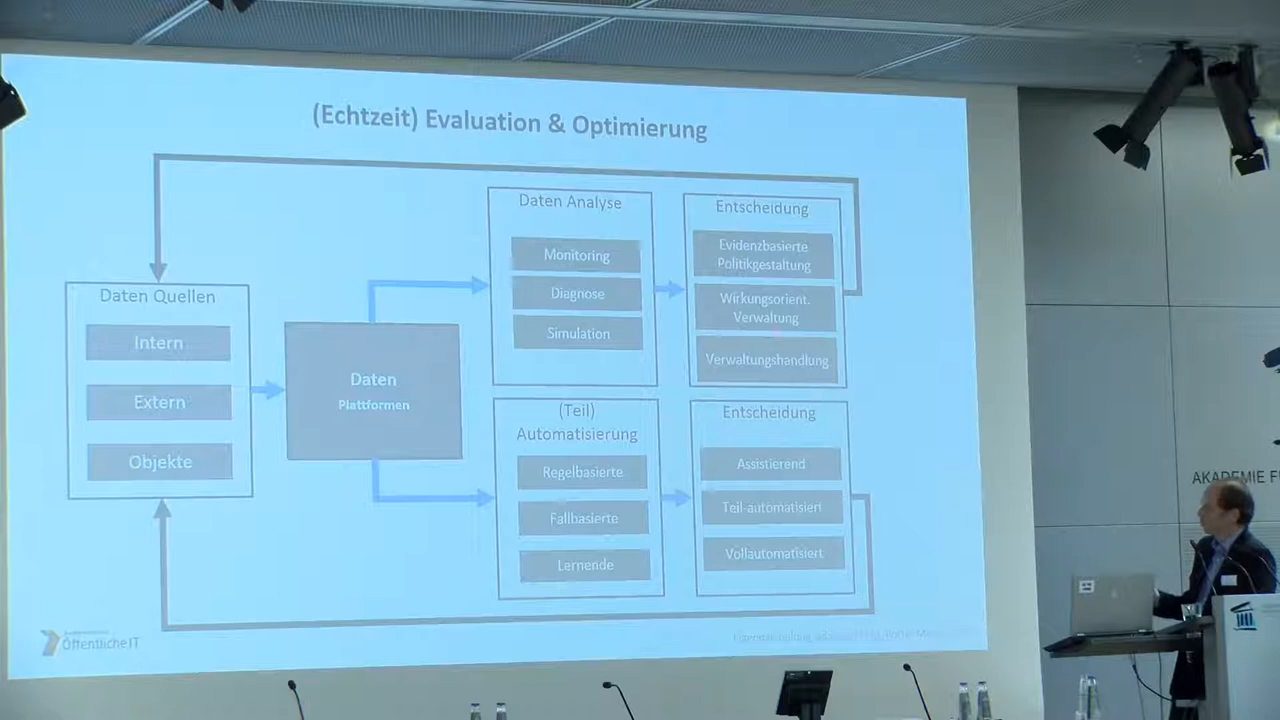 (Echtzeit) Evaluation & Optimierung
Daten Quellen
Intern
Extern
Objekte
Daten
Plattformen
Daten Analyse
Monitoring
Diagnose
Simulation
Entscheidung
Evidenzbasierte
Politikgestaltung
Wirkungsorient.
Verwaltung
Verwaltungshandlung
(Teil)
Automatisierung
Regelbasierte
Fallbasierte
Lernende
Entscheidung
Assistierend
Teil-automatisiert
Vollautomatisiert
Öffentliche IT
AKADEMIE